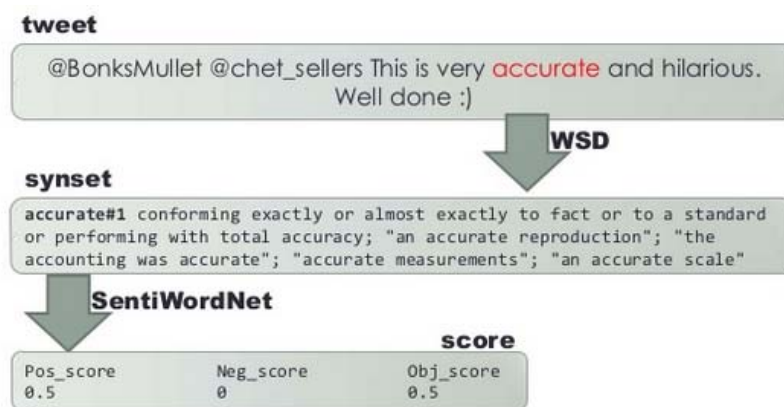 tweet
@BonksMullet @chet_sellers This is very accurate and hilarious.
Well done :)
WSD
synset
accurate#1 conforming exactly or almost exactly to fact or to a standard
or performing with total accuracy; "an accurate reproduction"; "the
accounting was accurate"; "accurate measurements"; "an accurate scale"
SentiWordNet
score
Pos_score Neg_score Obj_score
0.5 0 0.5